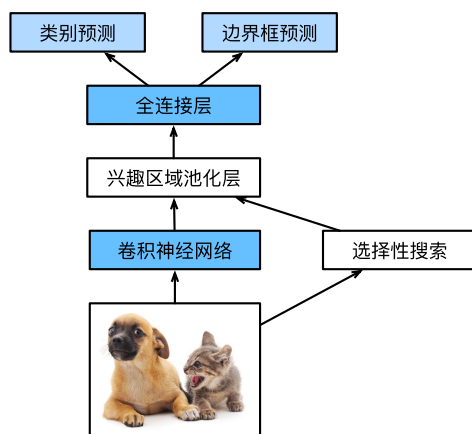 类别预测
边界框预测
全连接层
兴趣区域池化层
卷积神经网络
选择性搜索